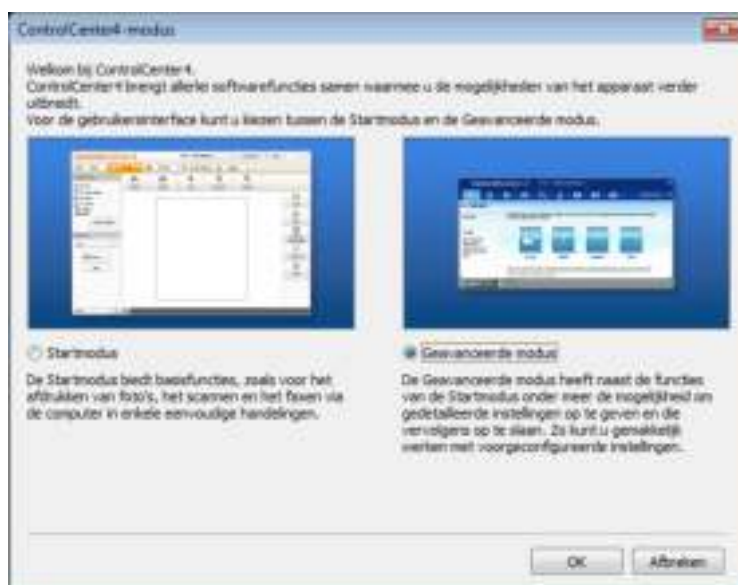 ControlCenter4-modus
Welkom bij ControlCenter4.
ControlCenter4 brengt allerlei softwarefuncties samen waarmee u de mogelijkheden van het apparaat verder
uitbreidt.
Voor de gebruikersinterface kunt u kiezen tussen de Startmodus en de Geavanceerde modus.
Startmodus
Geavanceerde modus
De Startmodus biedt basisfuncties, zoals voor het
afdrukken van foto's, het scannen en het faxen via
de computer in enkele eenvoudige handelingen.
De Geavanceerde modus heeft naast de functies
van de Startmodus onder meer de mogelijkheid om
gedetailleerde instellingen op te geven en die
vervolgens op te slaan. Zo kunt u gemakkelijk
werken met voorgeconfigureerde instellingen.
OK
Afbreken